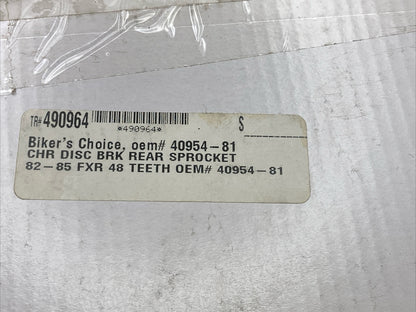 TR# 490964
*490964* $
Biker's Choice, oem# 40954-81
CHR DISC BRK REAR SPROCKET
82-85 FXR 48 TEETH OEM# 40954-81